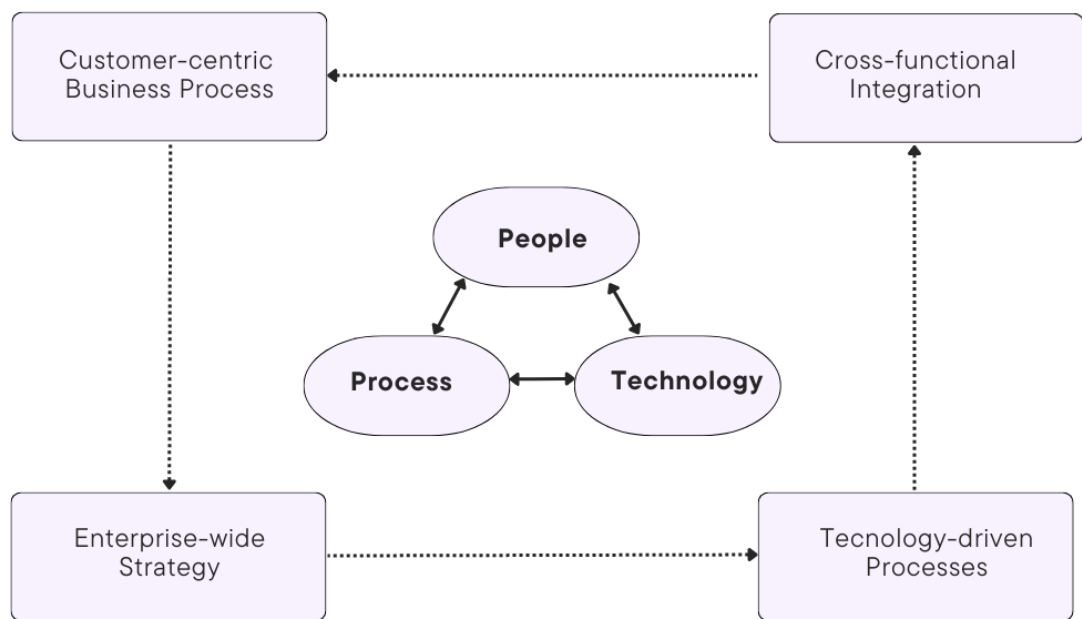 Customer-centric
Business Process
Cross-functional
Integration
People
Process
Technology
Enterprise-wide
Strategy
Tecnology-driven
Processes